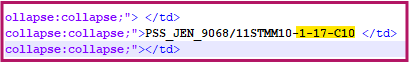 ollapse:collapse;"> </td>
collapse:collapse;">PSS_JEN_9068/11STMM10-1-17-C10 </td>
collapse:collapse;"></td>